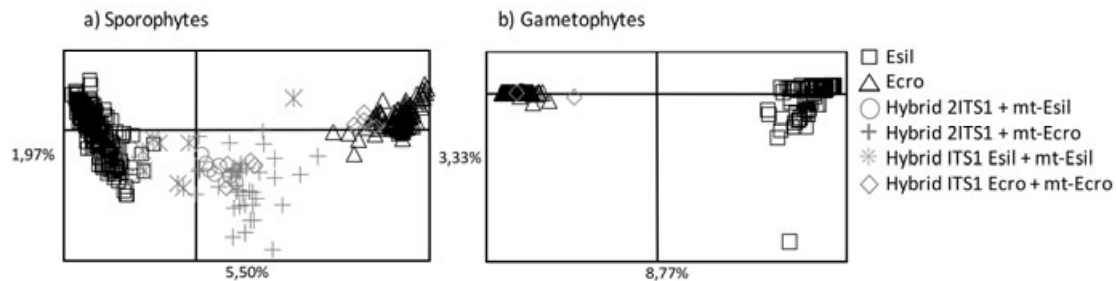 a) Sporophytes
b) Gametophytes
1,97%
5,50%
3,33%
8,77%
Esil
Ecro
Hybrid 2ITS1 + mt-Esil
Hybrid 2ITS1 + mt-Ecro
Hybrid ITS1 Esil + mt-Esil
Hybrid ITS1 Ecro + mt-Ecro